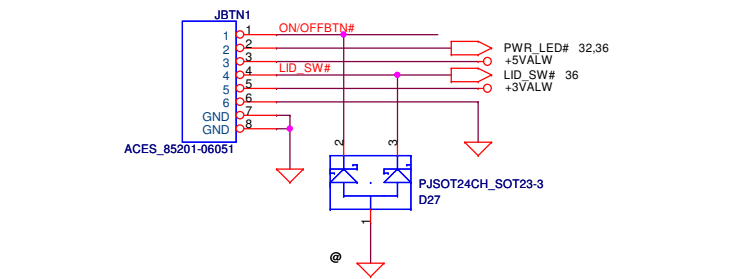 JBTN1
1 1 ON/OFFBTN#
2 2 PWR_LED# 32,36
3 3 +5VALW
4 4 LID_SW# LID_SW# 36
5 5 +3VALW
6 6
GND 7
GND 8
ACES_85201-06051
2 3
PJSOT24CH_SOT23-3
D27
1
@